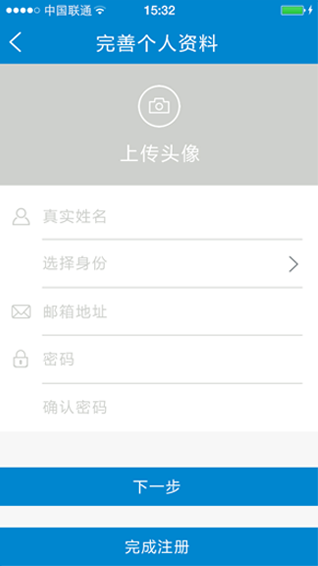 中国联通
15:32
完善个人资料
上传头像
真实姓名
选择身份
邮箱地址
密码
确认密码
下一步
完成注册